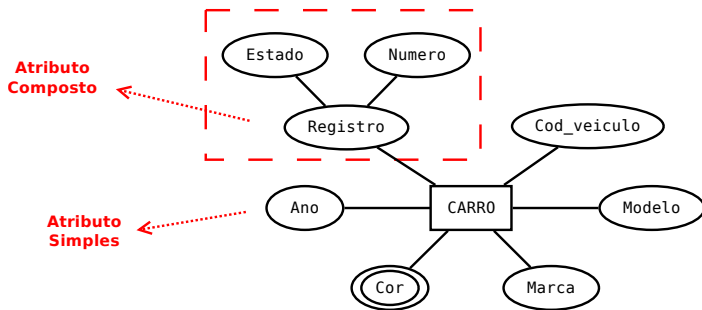 Estado
Numero
Atributo
Composto
Registro
Cod_veiculo
Ano
CARRO
Modelo
Atributo
Simples
Cor
Marca